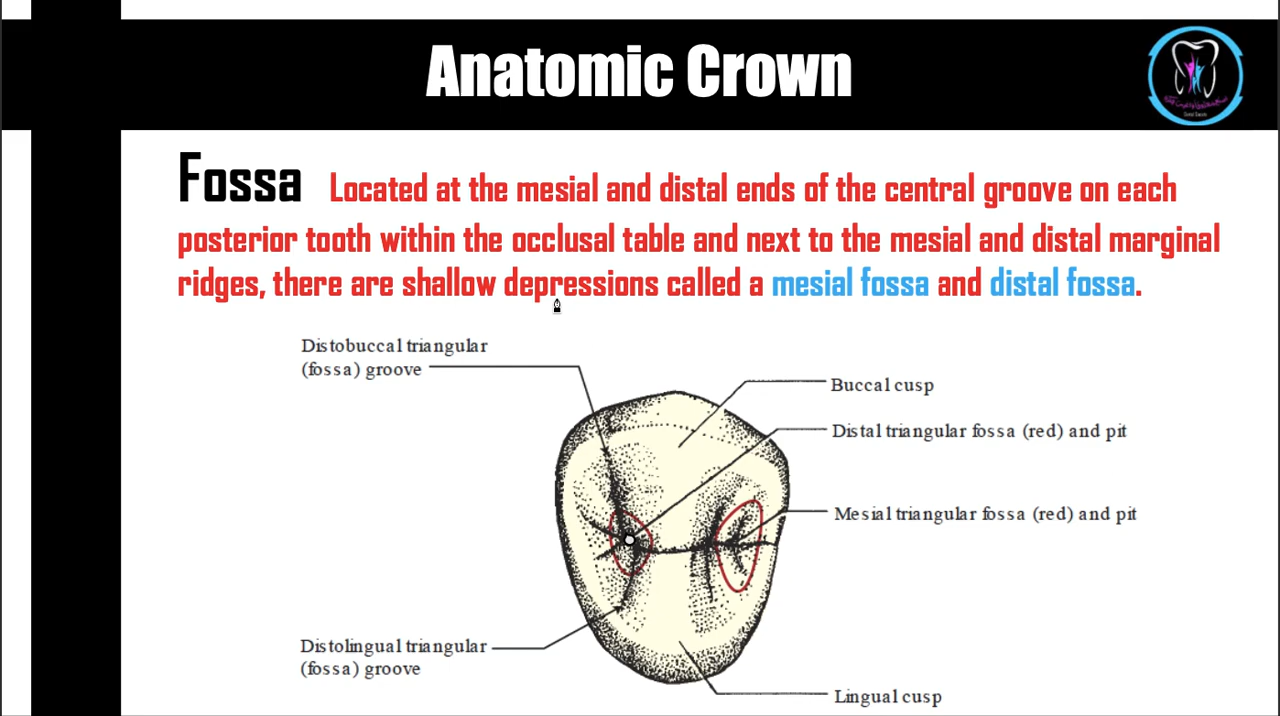 Anatomic Crown
Fossa Located at the mesial and distal ends of the central groove on each
posterior tooth within the occlusal table and next to the mesial and distal marginal
ridges, there are shallow depressions called a mesial fossa and distal fossa.
Distobuccal triangular
(fossa) groove
Buccal cusp
Distal triangular fossa (red) and pit
Mesial triangular fossa (red) and pit
Distolingual triangular
(fossa) groove
Lingual cusp